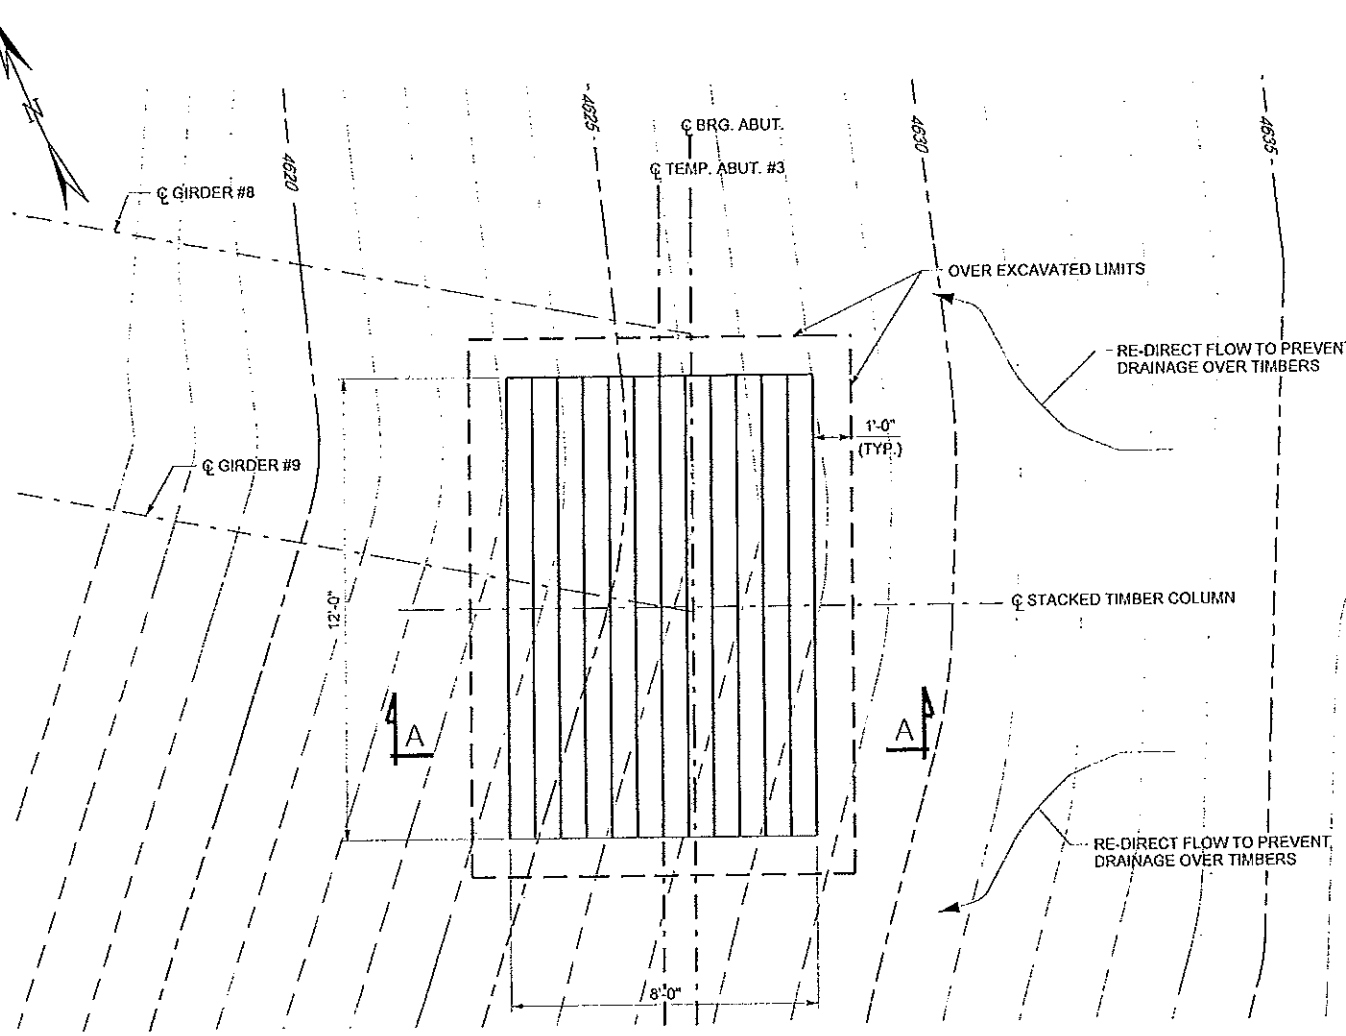 N
4620
4625
℄ BRG. ABUT.
℄ TEMP. ABUT. #3
4630
4635
℄ GIRDER #8
OVER EXCAVATED LIMITS
RE-DIRECT FLOW TO PREVENT
DRAINAGE OVER TIMBERS
1'-0"
(TYP.)
℄ GIRDER #9
12'-0"
℄ STACKED TIMBER COLUMN
A
A
RE-DIRECT FLOW TO PREVENT
DRAINAGE OVER TIMBERS
8'-0"